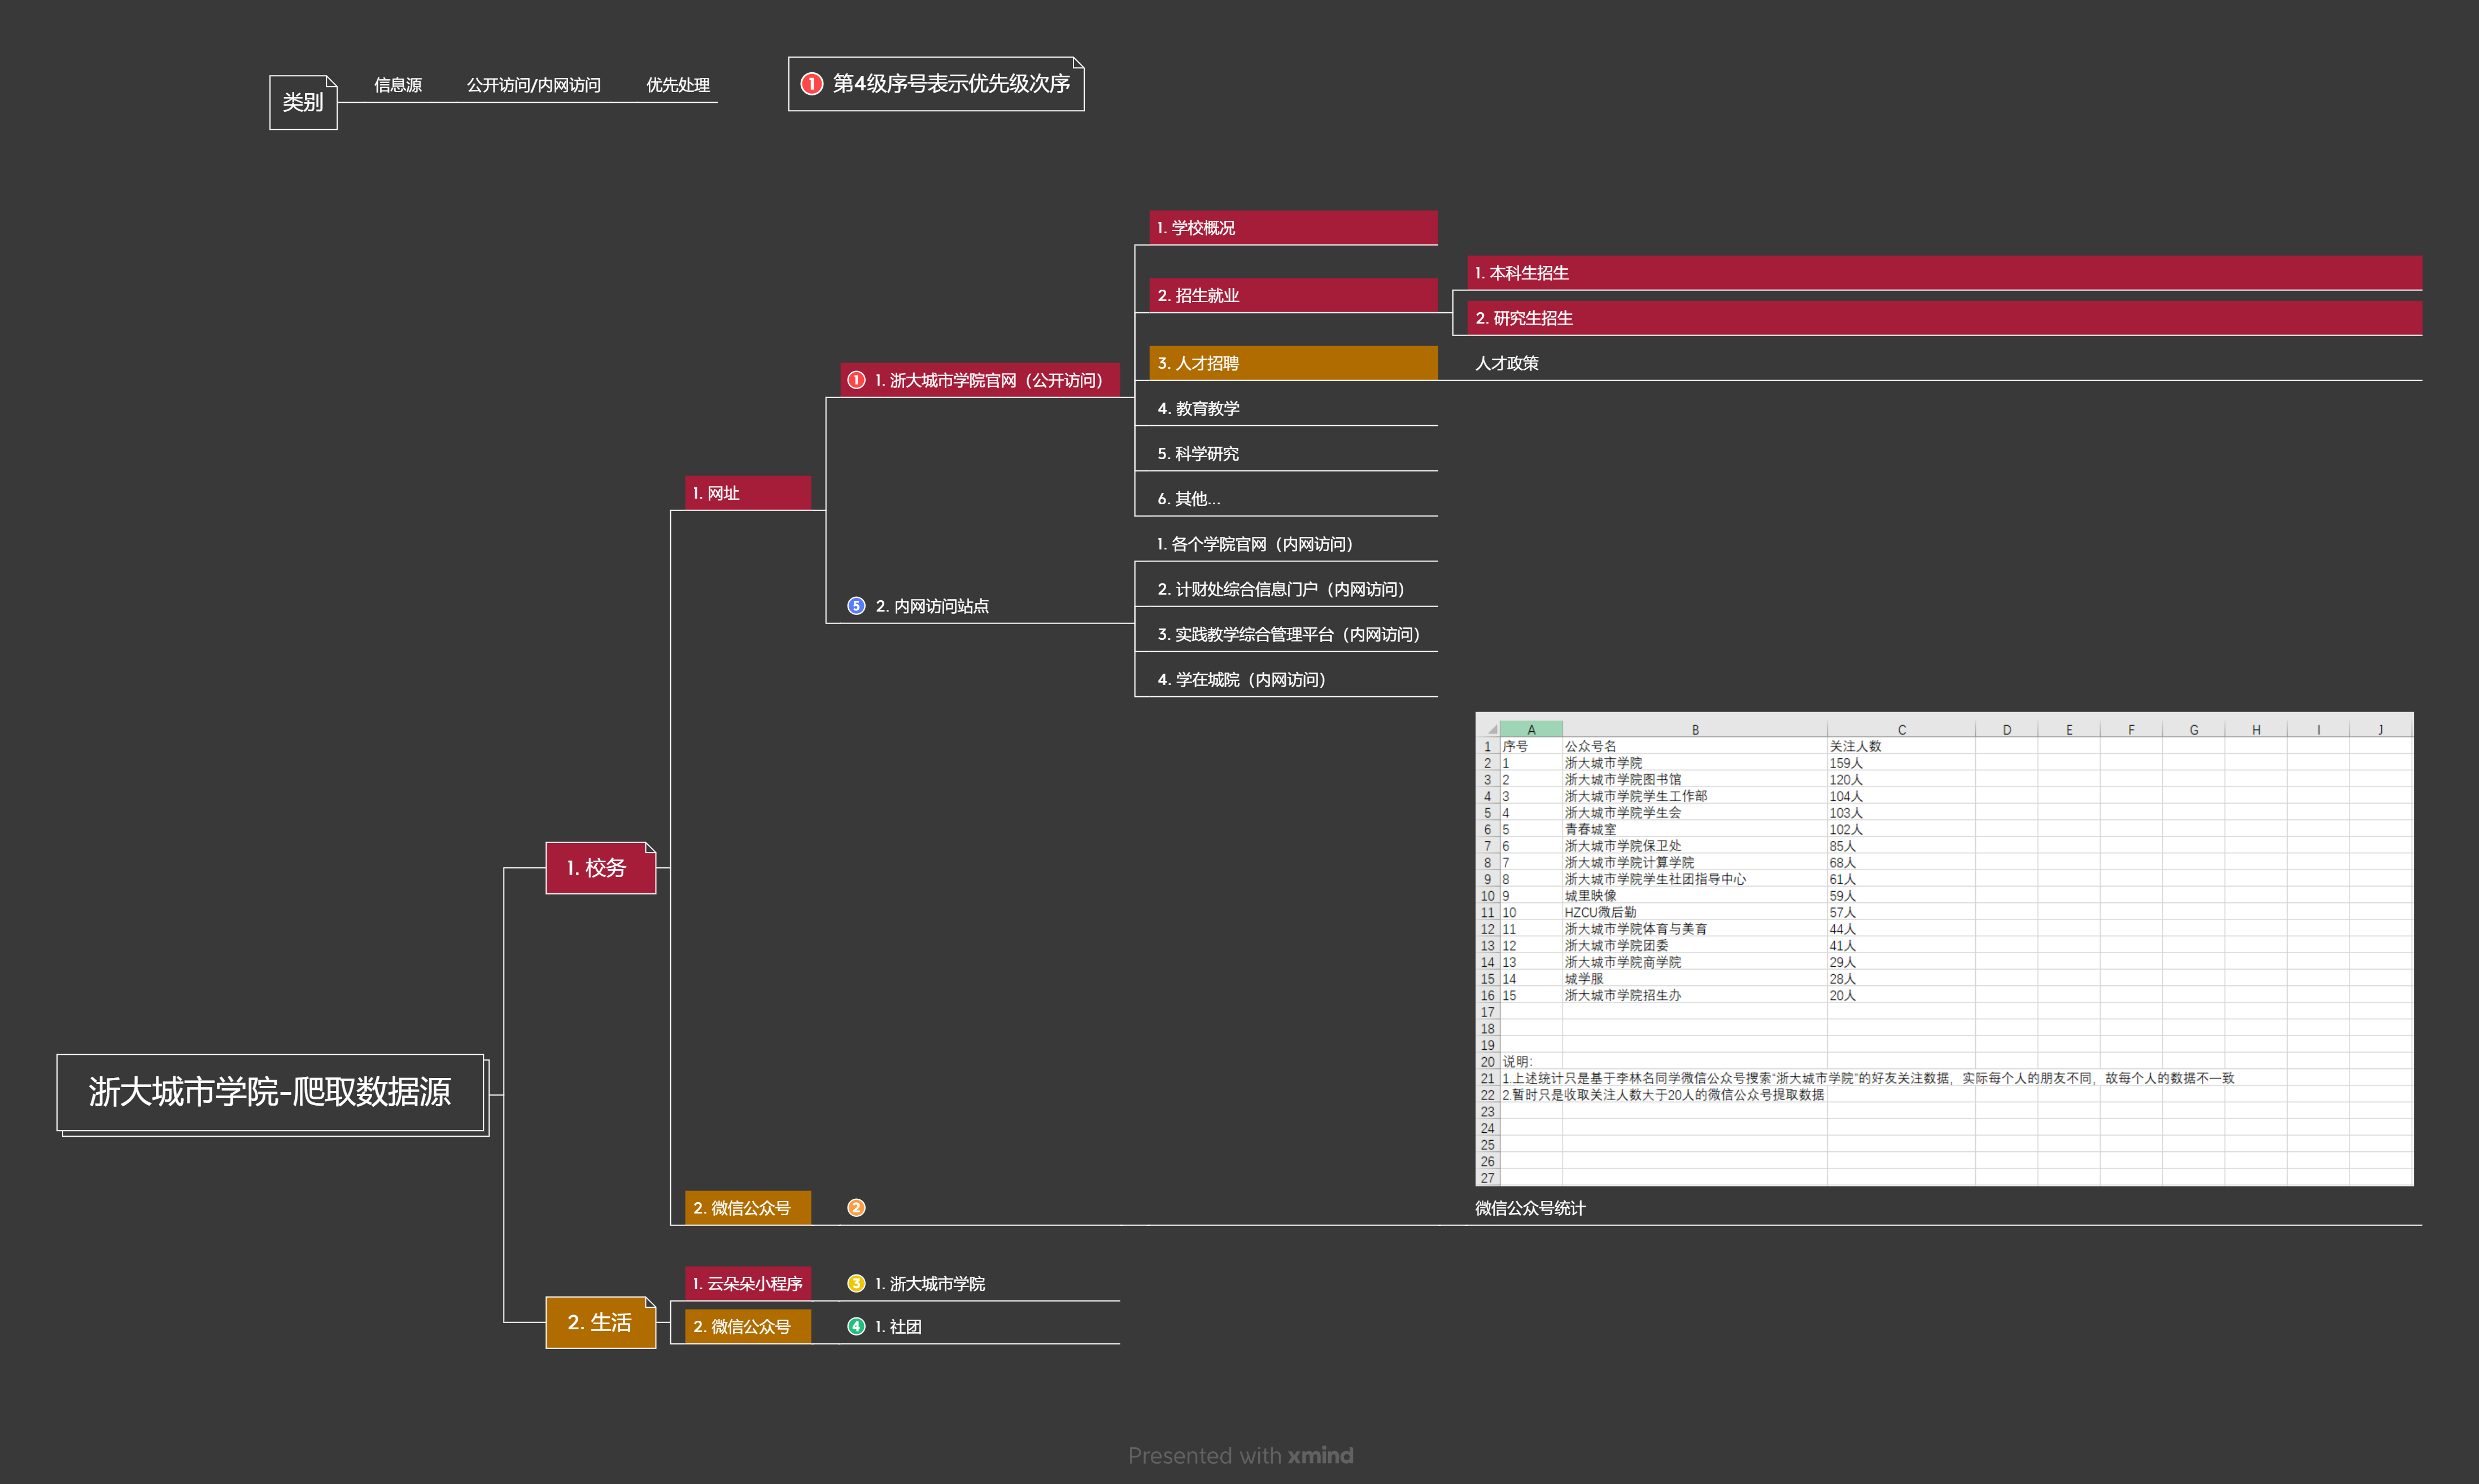 类别
信息源
公开访问/内网访问
优先处理
1 第4级序号表示优先级次序
浙大城市学院-爬取数据源
1. 校务
1. 网址
1 1. 浙大城市学院官网（公开访问）
1. 学校概况
2. 招生就业
1. 本科生招生
2. 研究生招生
3. 人才招聘
人才政策
4. 教育教学
5. 科学研究
6. 其他...
5 2. 内网访问站点
1. 各个学院官网（内网访问）
2. 计财处综合信息门户（内网访问）
3. 实践教学综合管理平台（内网访问）
4. 学在城院（内网访问）
2. 微信公众号
2
A B C D E F G H I J
1 序号 公众号名 关注人数
2 1 浙大城市学院 159人
3 2 浙大城市学院图书馆 120人
4 3 浙大城市学院学生工作部 104人
5 4 浙大城市学院学生会 103人
6 5 青春城室 102人
7 6 浙大城市学院保卫处 85人
8 7 浙大城市学院计算学院 68人
9 8 浙大城市学院学生社团指导中心 61人
10 9 城里映像 59人
11 10 HZCU微后勤 57人
12 11 浙大城市学院体育与美育 44人
13 12 浙大城市学院团委 41人
14 13 浙大城市学院商学院 29人
15 14 城学服 28人
16 15 浙大城市学院招生办 20人
17
18
19
20 说明：
21 1.上述统计只是基于李林名同学微信公众号搜索“浙大城市学院”的好友关注数据，实际每个人的朋友不同，故每个人的数据不一致
22 2.暂时只是收取关注人数大于20人的微信公众号提取数据
23
24
25
26
27
微信公众号统计
2. 生活
1. 云朵朵小程序
3 1. 浙大城市学院
2. 微信公众号
4 1. 社团
Presented with xmind